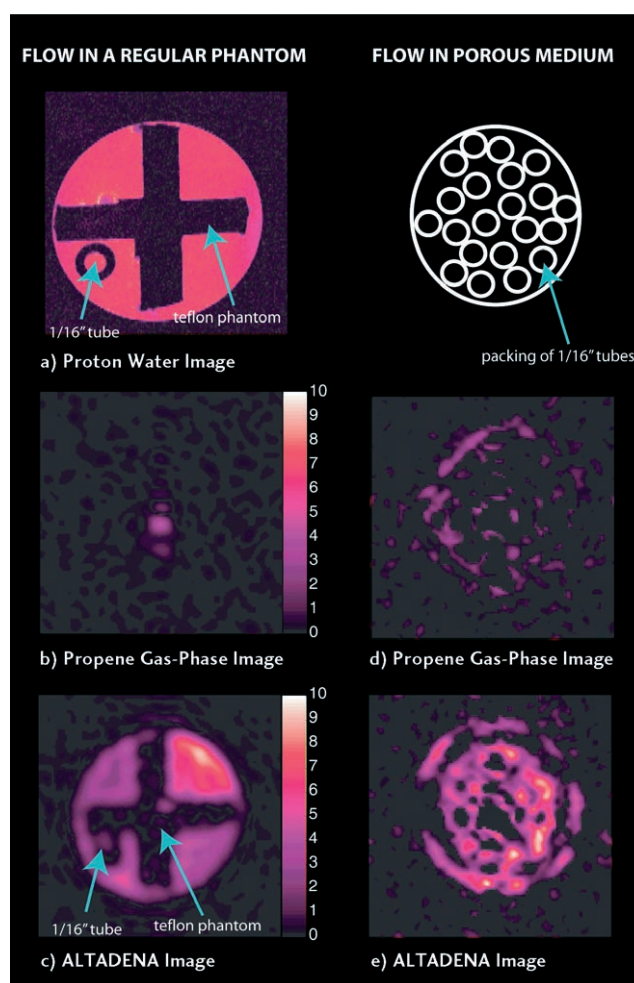 FLOW IN A REGULAR PHANTOM
FLOW IN POROUS MEDIUM
1/16" tube
teflon phantom
a) Proton Water Image
packing of 1/16" tubes
10
9
8
7
6
5
4
3
2
1
0
b) Propene Gas-Phase Image
d) Propene Gas-Phase Image
10
9
8
7
6
5
4
3
2
1
0
1/16" tube
teflon phantom
c) ALTADENA Image
e) ALTADENA Image